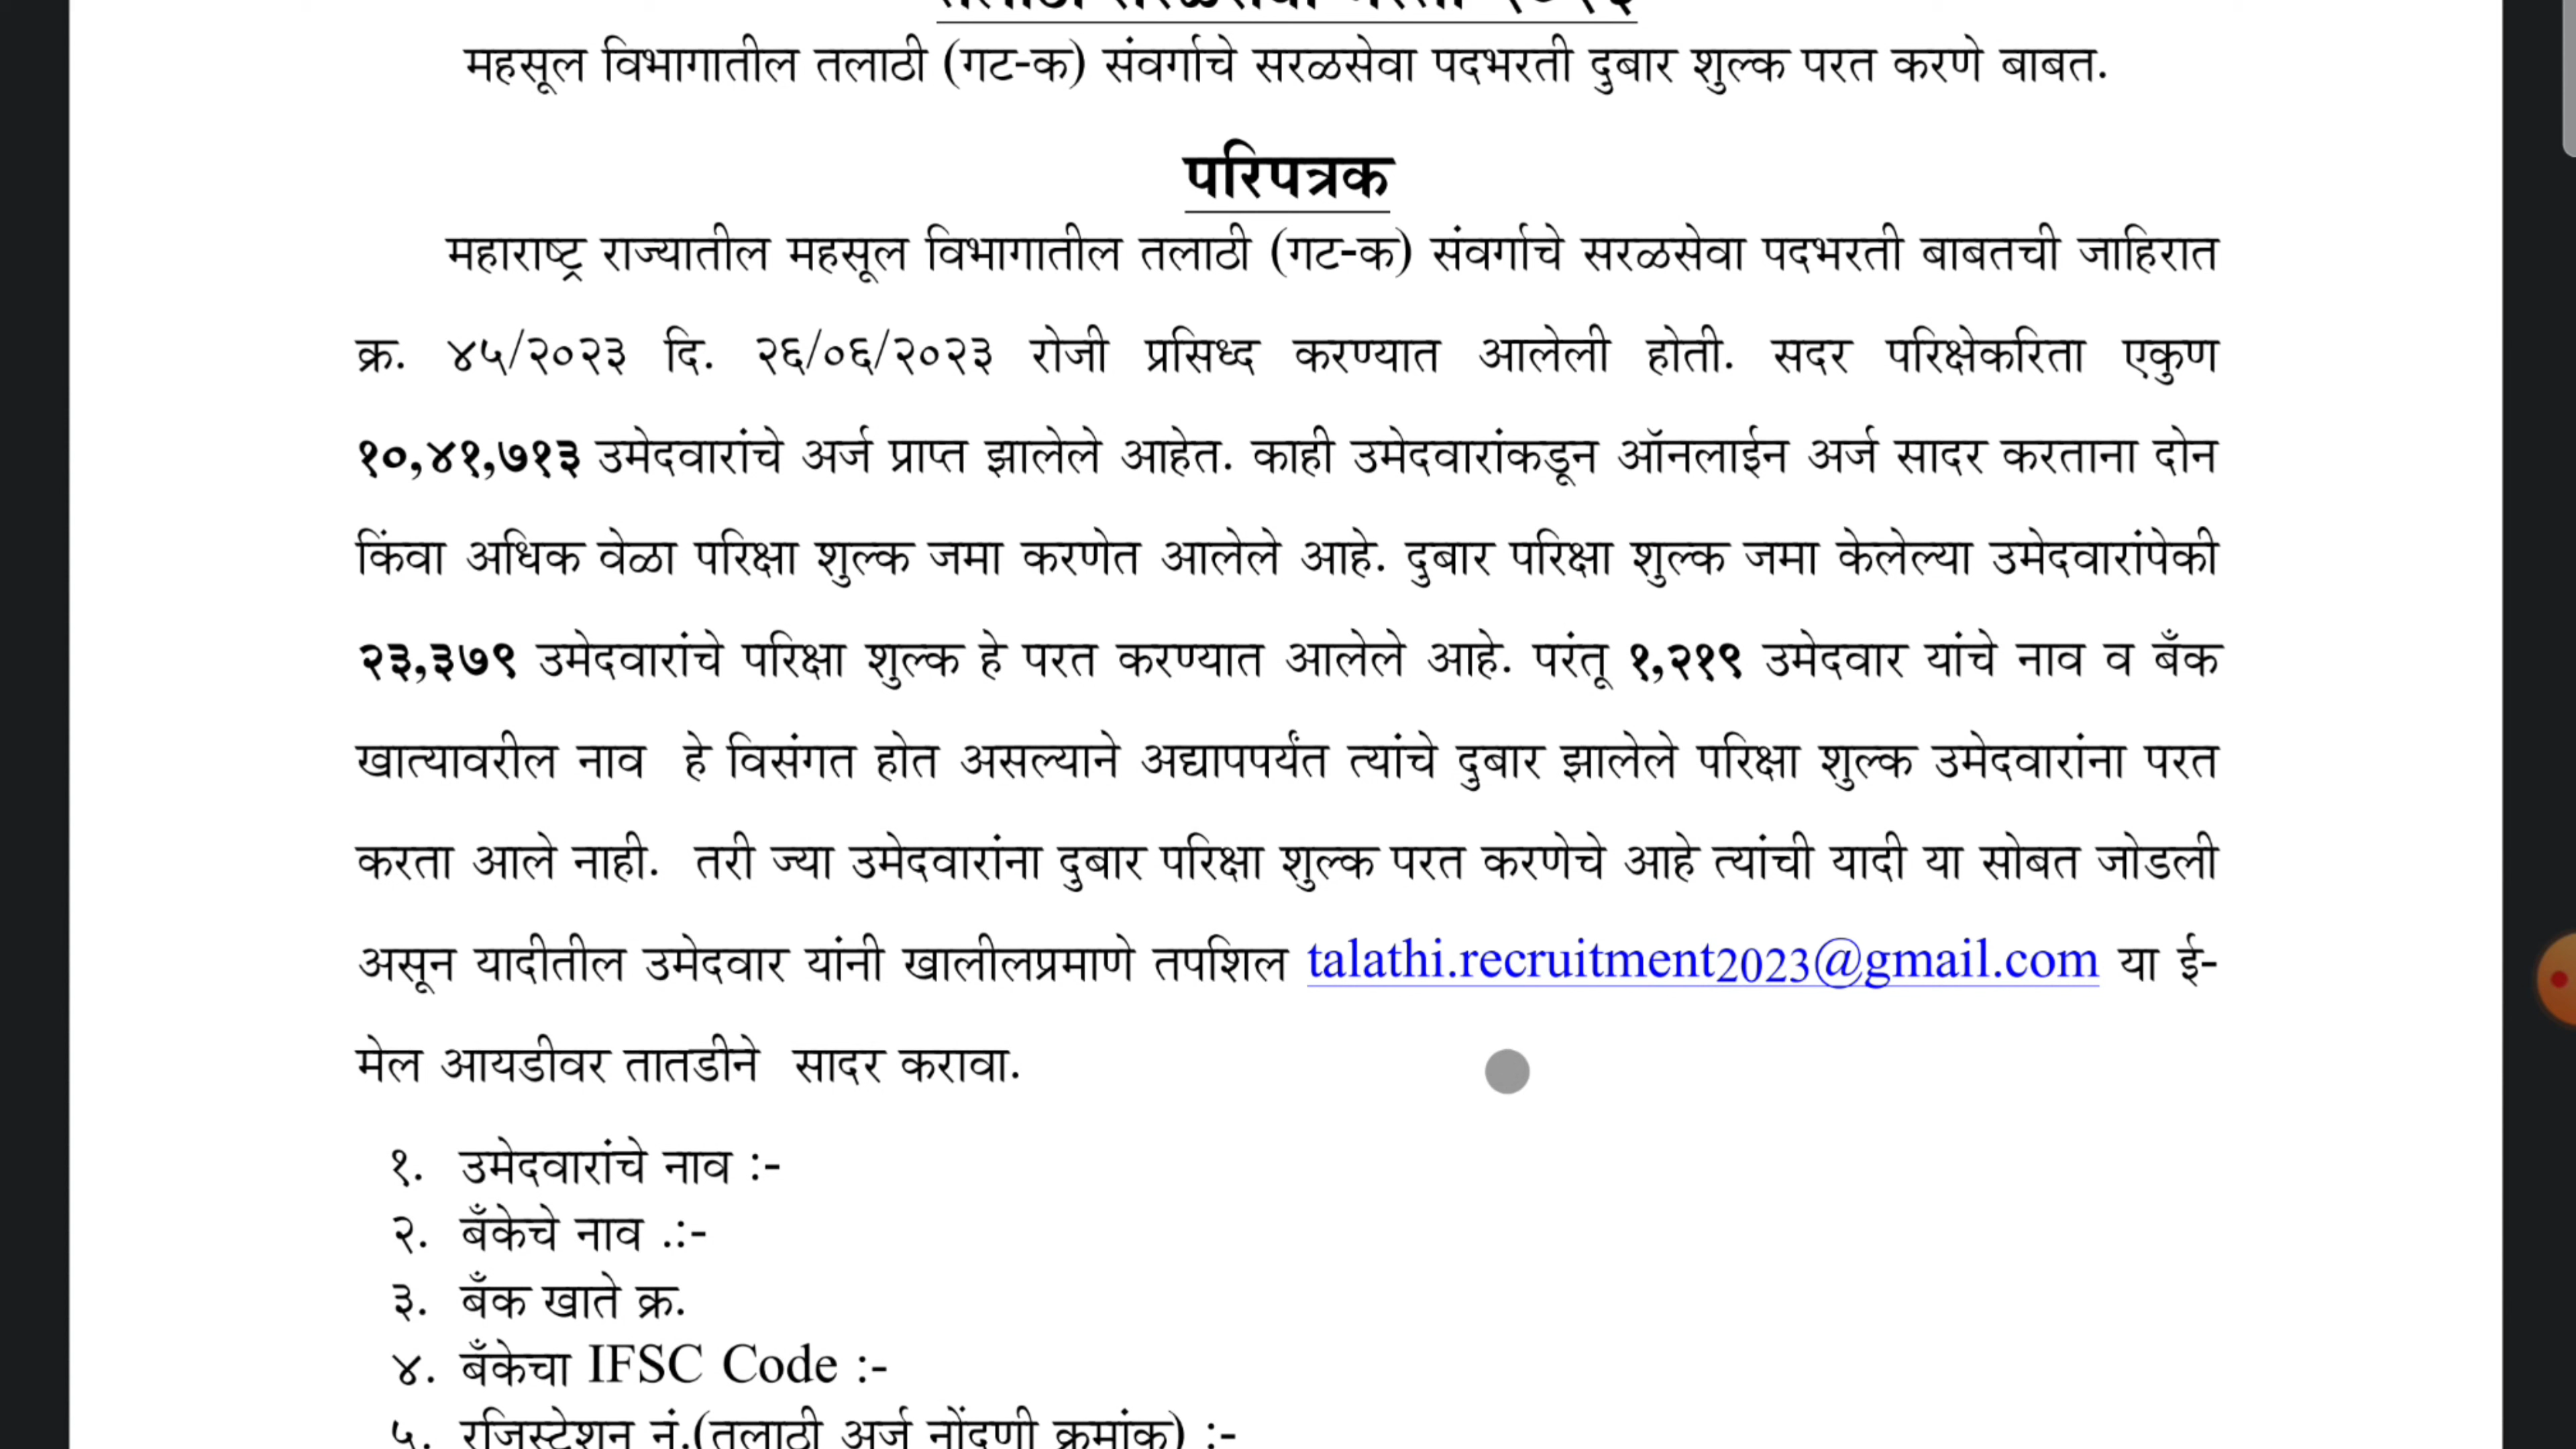 महसूल विभागातील तलाठी (गट-क) संवर्गाचे सरळसेवा पदभरती दुबार शुल्क परत करणे बाबत.
परिपत्रक
महाराष्ट्र राज्यातील महसूल विभागातील तलाठी (गट-क) संवर्गाचे सरळसेवा पदभरती बाबतची जाहिरात
क्र. ४५/२०२३ दि. २६/०६/२०२३ रोजी प्रसिध्द करण्यात आलेली होती. सदर परिक्षेकरिता एकुण
१०,४१,७१३ उमेदवारांचे अर्ज प्राप्त झालेले आहेत. काही उमेदवारांकडून ऑनलाईन अर्ज सादर करताना दोन
किंवा अधिक वेळा परिक्षा शुल्क जमा करणेत आलेले आहे. दुबार परिक्षा शुल्क जमा केलेल्या उमेदवारांपेकी
२३,३७९ उमेदवारांचे परिक्षा शुल्क हे परत करण्यात आलेले आहे. परंतू १,२१९ उमेदवार यांचे नाव व बँक
खात्यावरील नाव हे विसंगत होत असल्याने अद्यापपर्यंत त्यांचे दुबार झालेले परिक्षा शुल्क उमेदवारांना परत
करता आले नाही. तरी ज्या उमेदवारांना दुबार परिक्षा शुल्क परत करणेचे आहे त्यांची यादी या सोबत जोडली
असून यादीतील उमेदवार यांनी खालीलप्रमाणे तपशिल talathi.recruitment2023@gmail.com या ई-
मेल आयडीवर तातडीने सादर करावा.
१. उमेदवारांचे नाव :-
२. बँकेचे नाव .:-
३. बँक खाते क्र.
४. बँकेचा IFSC Code :-
५. रजिस्टेशन नं.(तलाठी अर्ज नोंदणी क्रमांक) :-